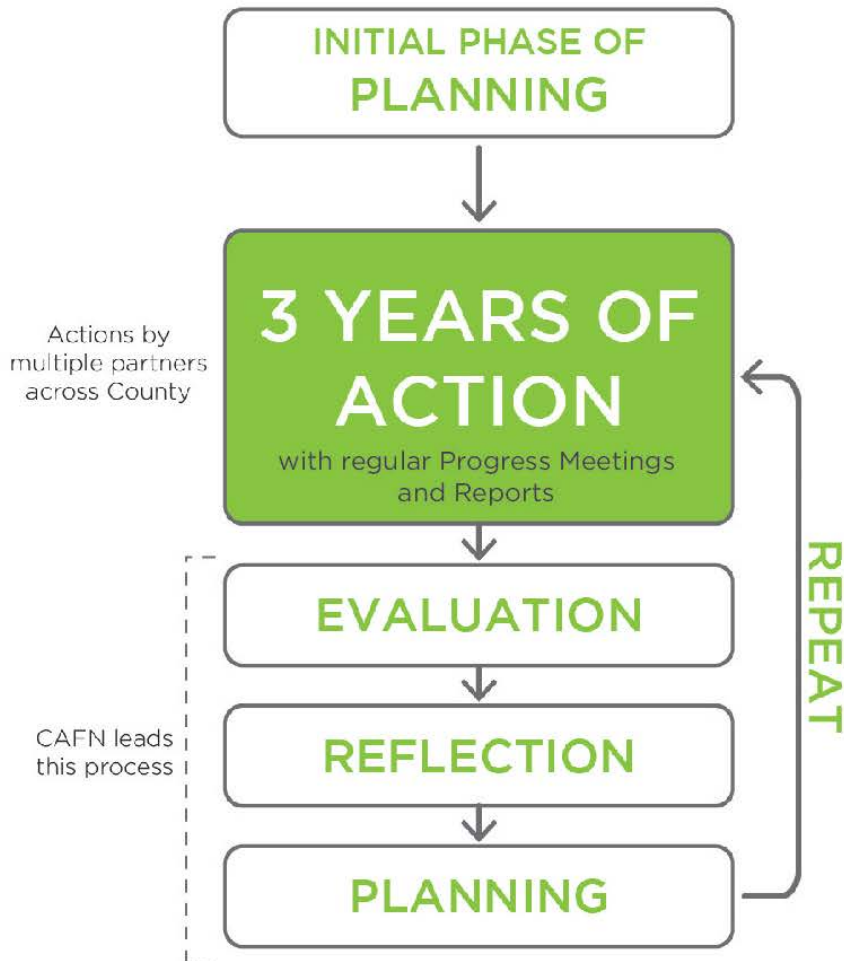 INITIAL PHASE OF
PLANNING
3 YEARS OF
ACTION
with regular Progress Meetings
and Reports
Actions by
multiple partners
across County
EVALUATION
REFLECTION
PLANNING
CAFN leads
this process
REPEAT